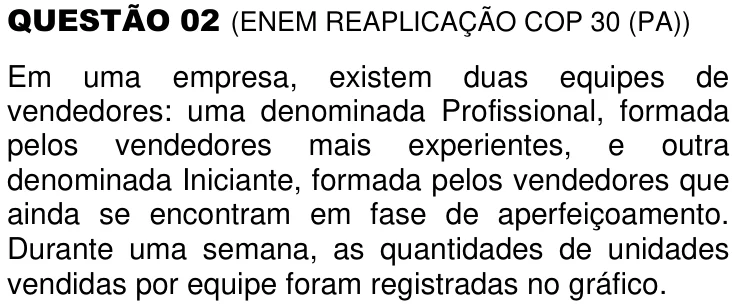 QUESTÃO 02 (ENEM REAPLICAÇÃO COP 30 (PA))
Em uma empresa, existem duas equipes de
vendedores: uma denominada Profissional, formada
pelos vendedores mais experientes, e outra
denominada Iniciante, formada pelos vendedores que
ainda se encontram em fase de aperfeiçoamento.
Durante uma semana, as quantidades de unidades
vendidas por equipe foram registradas no gráfico.